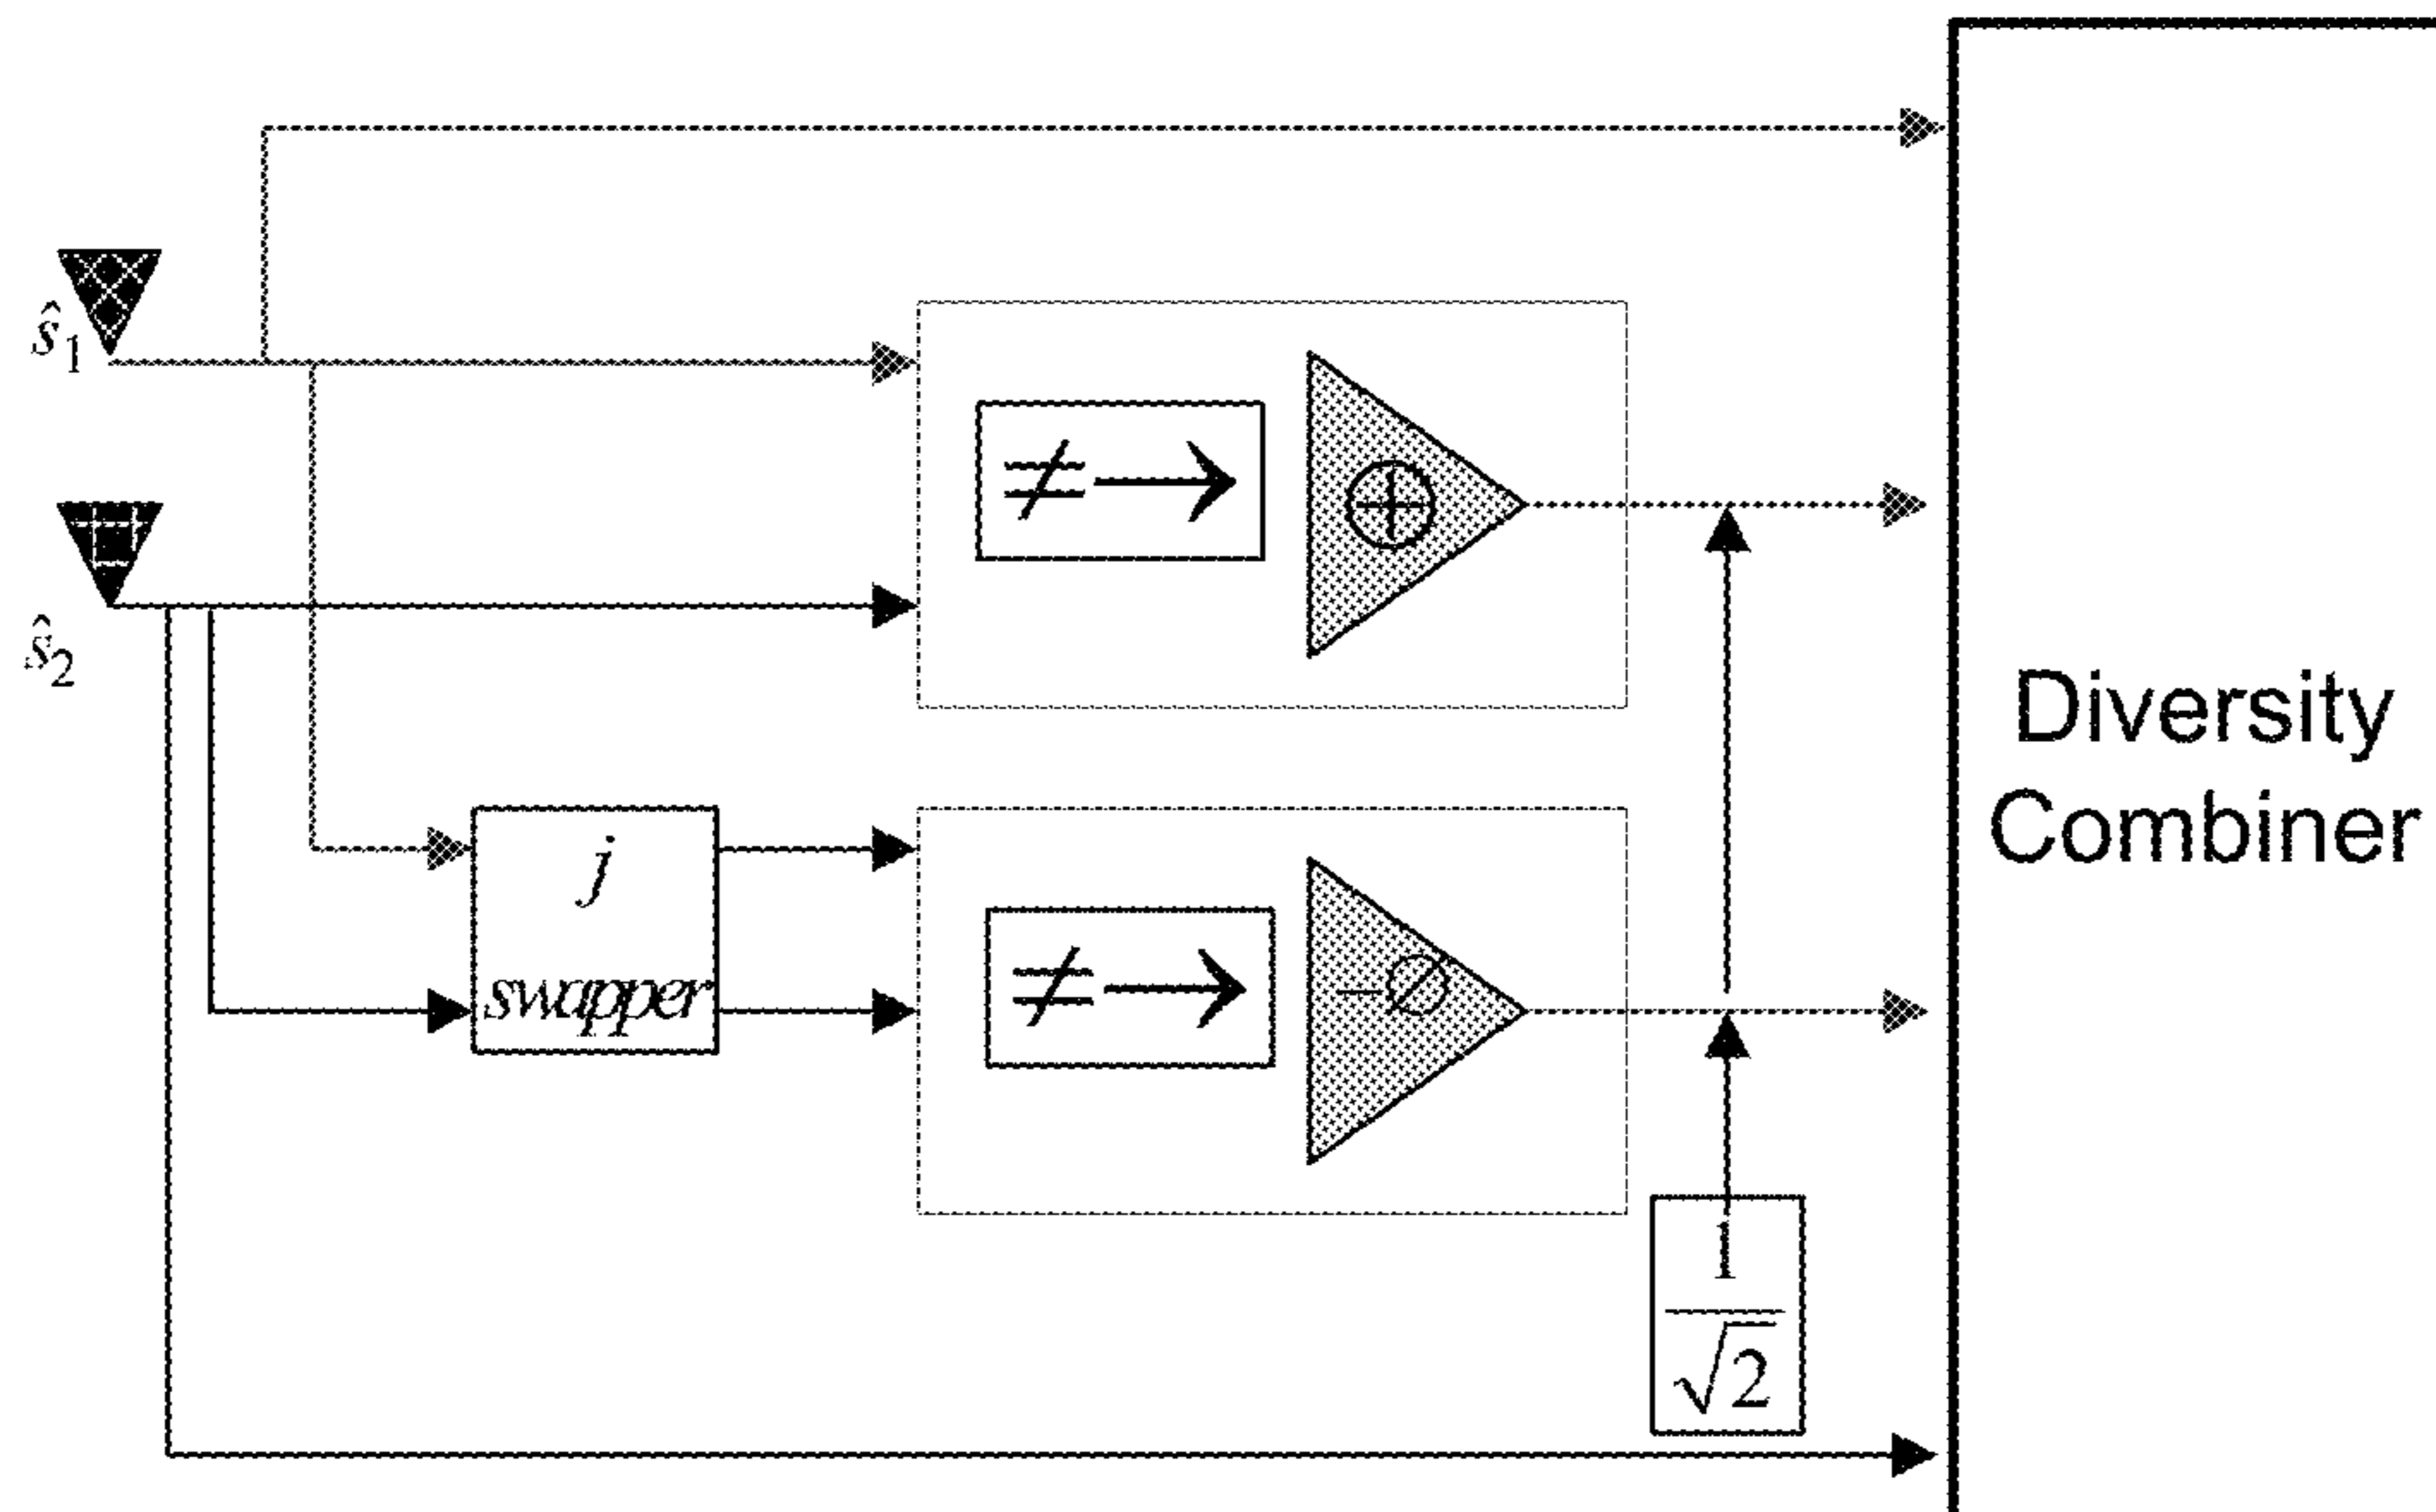 ŝ1
≠→
⊕
ŝ2
Diversity
Combiner
j
swapper
≠→
1
√2